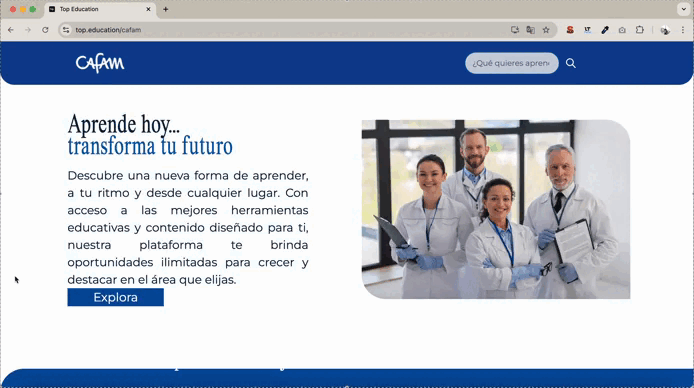 Top Education
top.education/cafam
CAFAM
¿Qué quieres apren
Aprende hoy...
transforma tu futuro
Descubre una nueva forma de aprender,
a tu ritmo y desde cualquier lugar. Con
acceso a las mejores herramientas
educativas y contenido diseñado para ti,
nuestra plataforma te brinda
oportunidades ilimitadas para crecer y
destacar en el área que elijas.
Explora